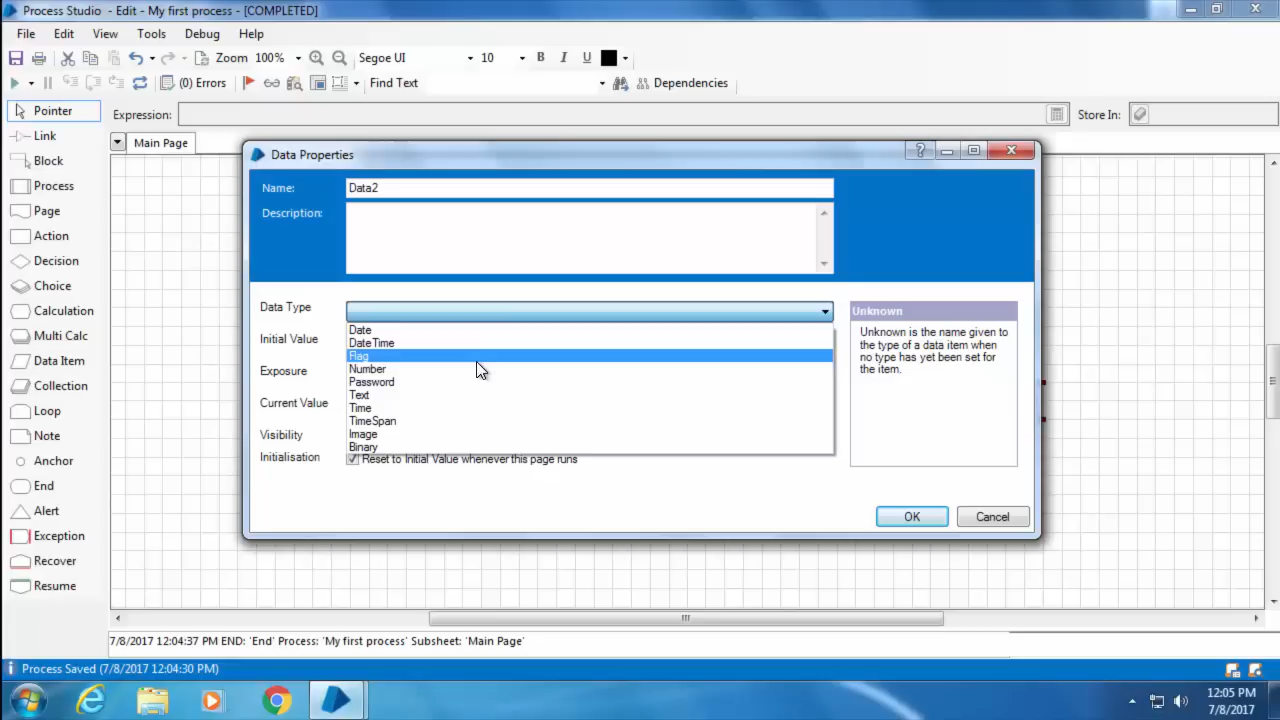 Process Studio - Edit - My first process - [COMPLETED]
File Edit View Tools Debug Help
Zoom 100% Segoe UI 10 B I U
(0) Errors Find Text Dependencies
Pointer
Expression: Store In:
Link
Main Page
Block
Process
Page
Action
Decision
Choice
Calculation
Multi Calc
Data Item
Collection
Loop
Note
Anchor
End
Alert
Exception
Recover
Resume
Data Properties
?
Name: Data2
Description:
Data Type
Initial Value
Exposure
Current Value
Visibility
Initialisation
Date
DateTime
Flag
Number
Password
Text
Time
TimeSpan
Image
Binary
Reset to Initial Value whenever this page runs
Unknown
Unknown is the name given
to the type of a data item when
no type has yet been set for
the item.
OK Cancel
7/8/2017 12:04:37 PM END: 'End' Process: 'My first process' Subsheet: 'Main Page'
Process Saved (7/8/2017 12:04:30 PM)
12:05 PM
7/8/2017